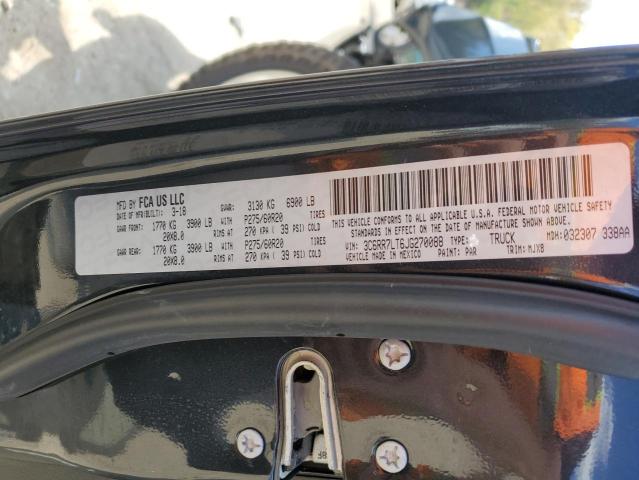 MFD BY FCA US LLC
DATE OF MFR(BUILT): 3-18 GVWR: 3130 KG 6900 LB
GAWR FRONT: 1770 KG 3900 LB WITH P275/60R20 TIRES
20X8.0 RIMS AT 270 KPA ( 39 PSI) COLD
GAWR REAR: 1770 KG 3900 LB WITH P275/60R20 TIRES
20X8.0 RIMS AT 270 KPA ( 39 PSI) COLD
THIS VEHICLE CONFORMS TO ALL APPLICABLE U.S.A. FEDERAL MOTOR VEHICLE SAFETY
STANDARDS IN EFFECT ON THE DATE OF MANUFACTURE SHOWN ABOVE.
VIN: 3C6RR7LT6JG270088 TYPE: TRUCK MDH: 032307 338AA
VEHICLE MADE IN MEXICO PAINT: PAR TRIM: MJX8